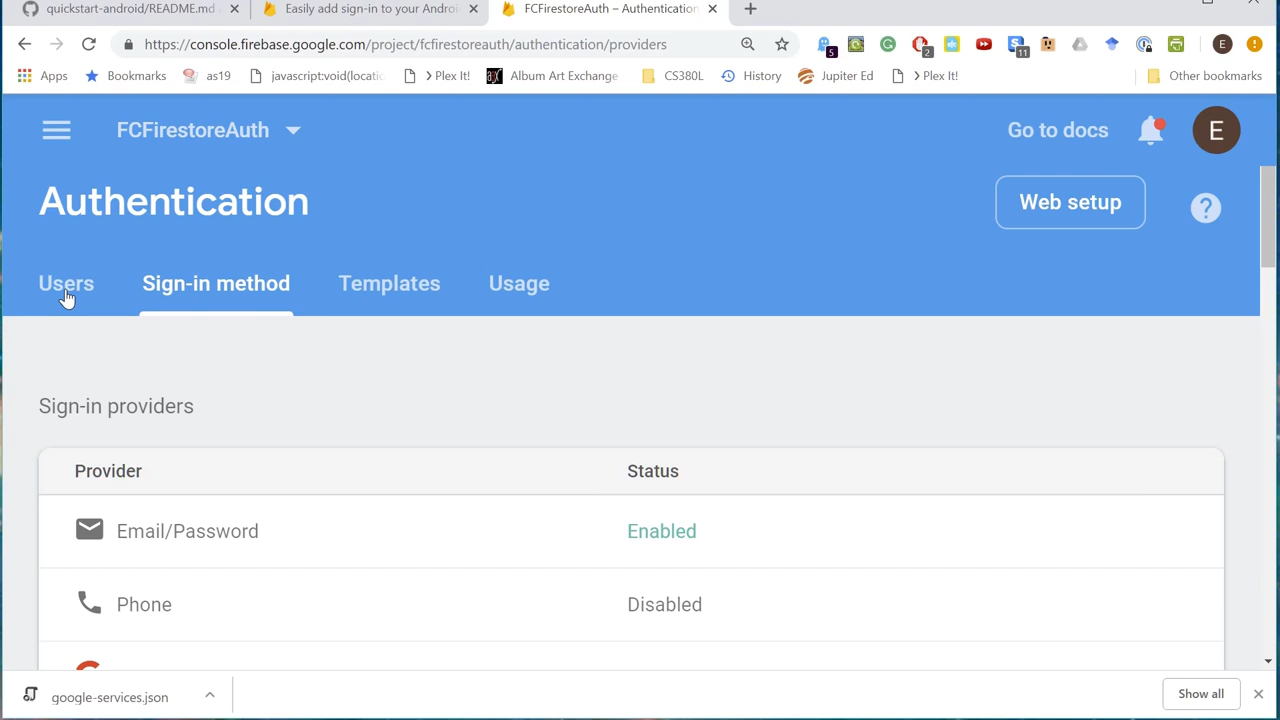 quickstart-android/README.md
Easily add sign-in to your Androi
FCFirestoreAuth – Authentication
https://console.firebase.google.com/project/fcfirestoreauth/authentication/providers
5
2
11
E
Apps
Bookmarks
as19
javascript:void(locatio
> Plex It!
Album Art Exchange
CS380L
History
Jupiter Ed
> Plex It!
Other bookmarks
FCFirestoreAuth
Go to docs
E
Authentication
Web setup
?
Users
Sign-in method
Templates
Usage
Sign-in providers
Provider
Status
Email/Password
Enabled
Phone
Disabled
google-services.json
Show all